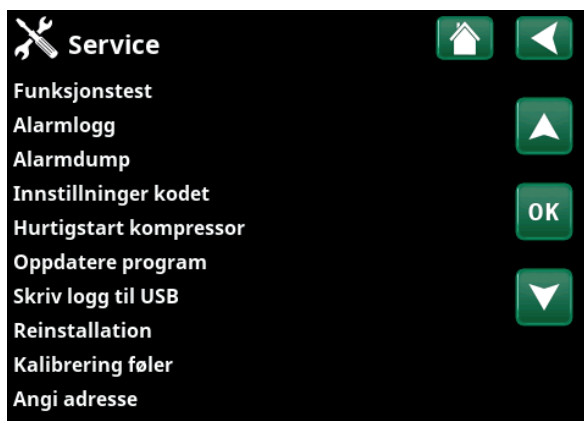 Service
Funksjonstest
Alarmlogg
Alarmdump
Innstillninger kodet
Hurtigstart kompressor
OK
Oppdatere program
Skriv logg til USB
Reinstallation
Kalibrering føler
Angi adresse